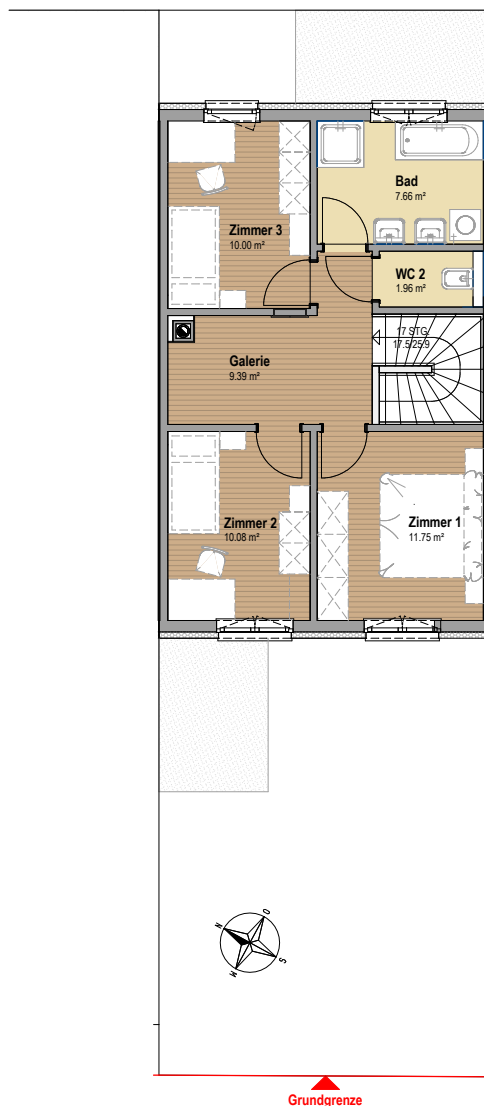 Bad
7.66 m²
Zimmer 3
10.00 m²
WC 2
1.96 m²
17 STG.
17.5/25.9
Galerie
9.39 m²
Zimmer 2
10.08 m²
Zimmer 1
11.75 m²
N
O
W
S
Grundgrenze